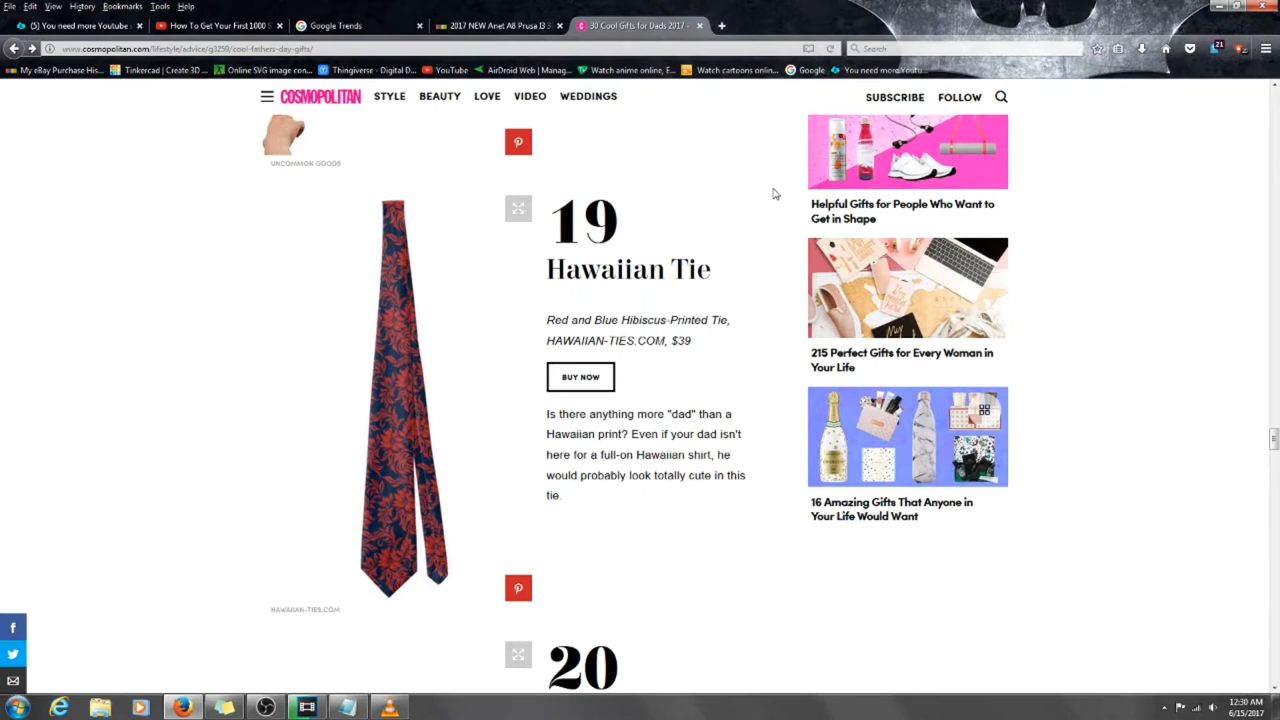 File Edit View History Bookmarks Tools Help
(5) You need more Youtube
How To Get Your First 1000 S
Google Trends
2017 NEW Anet A8 Prusa I3 3
30 Cool Gifts for Dads 2017 -
www.cosmopolitan.com/lifestyle/advice/g3259/cool-fathers-day-gifts/
Search
21
My eBay Purchase His...
Tinkercad | Create 3D ...
Online SVG image con...
Thingiverse - Digital D...
YouTube
AirDroid Web | Manag...
Watch anime online, E...
Watch cartoons onlin...
Google
You need more Youtu...
COSMOPOLITAN STYLE BEAUTY LOVE VIDEO WEDDINGS
SUBSCRIBE FOLLOW
UNCOMMON GOODS
19
Hawaiian Tie
Red and Blue Hibiscus-Printed Tie,
HAWAIIAN-TIES.COM, $39
BUY NOW
Is there anything more "dad" than a
Hawaiian print? Even if your dad isn't
here for a full-on Hawaiian shirt, he
would probably look totally cute in this
tie.
HAWAIIAN-TIES.COM
20
Helpful Gifts for People Who Want to
Get in Shape
215 Perfect Gifts for Every Woman in
Your Life
16 Amazing Gifts That Anyone in
Your Life Would Want
12:30 AM
6/15/2017